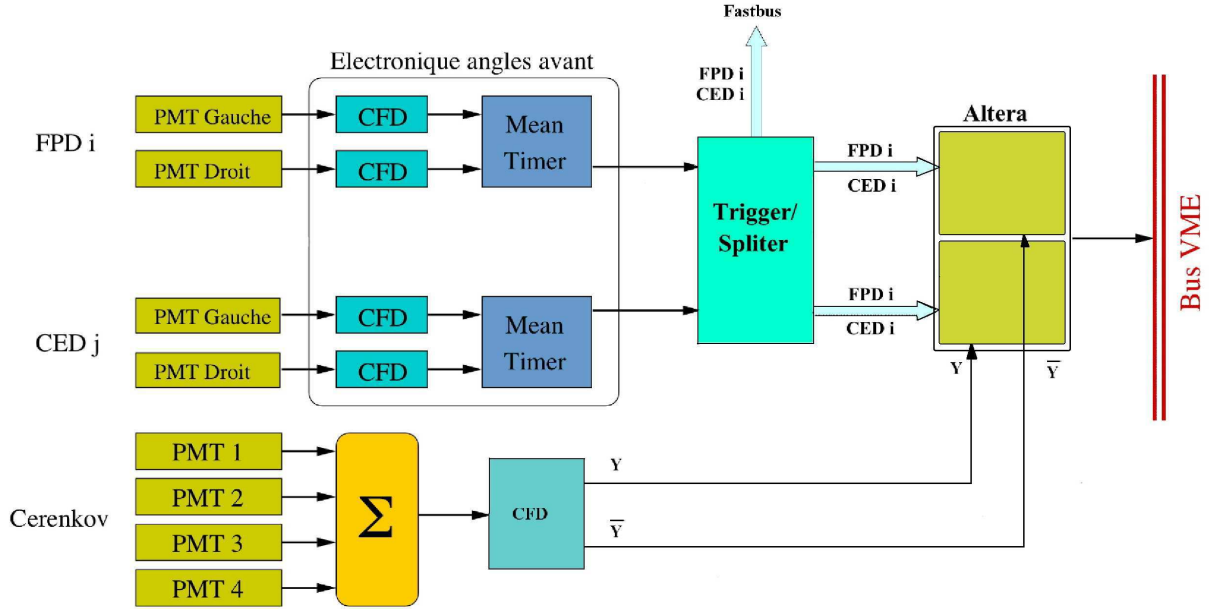 Fastbus
Electronique angles avant
FPD i
CED i
FPD i
PMT Gauche
CFD
Mean
Timer
PMT Droit
CFD
Trigger/
Spliter
FPD i
CED i
Altera
FPD i
CED i
Bus VME
CED j
PMT Gauche
CFD
Mean
Timer
PMT Droit
CFD
Y
Y̅
Cerenkov
PMT 1
PMT 2
PMT 3
PMT 4
Σ
CFD
Y
Y̅